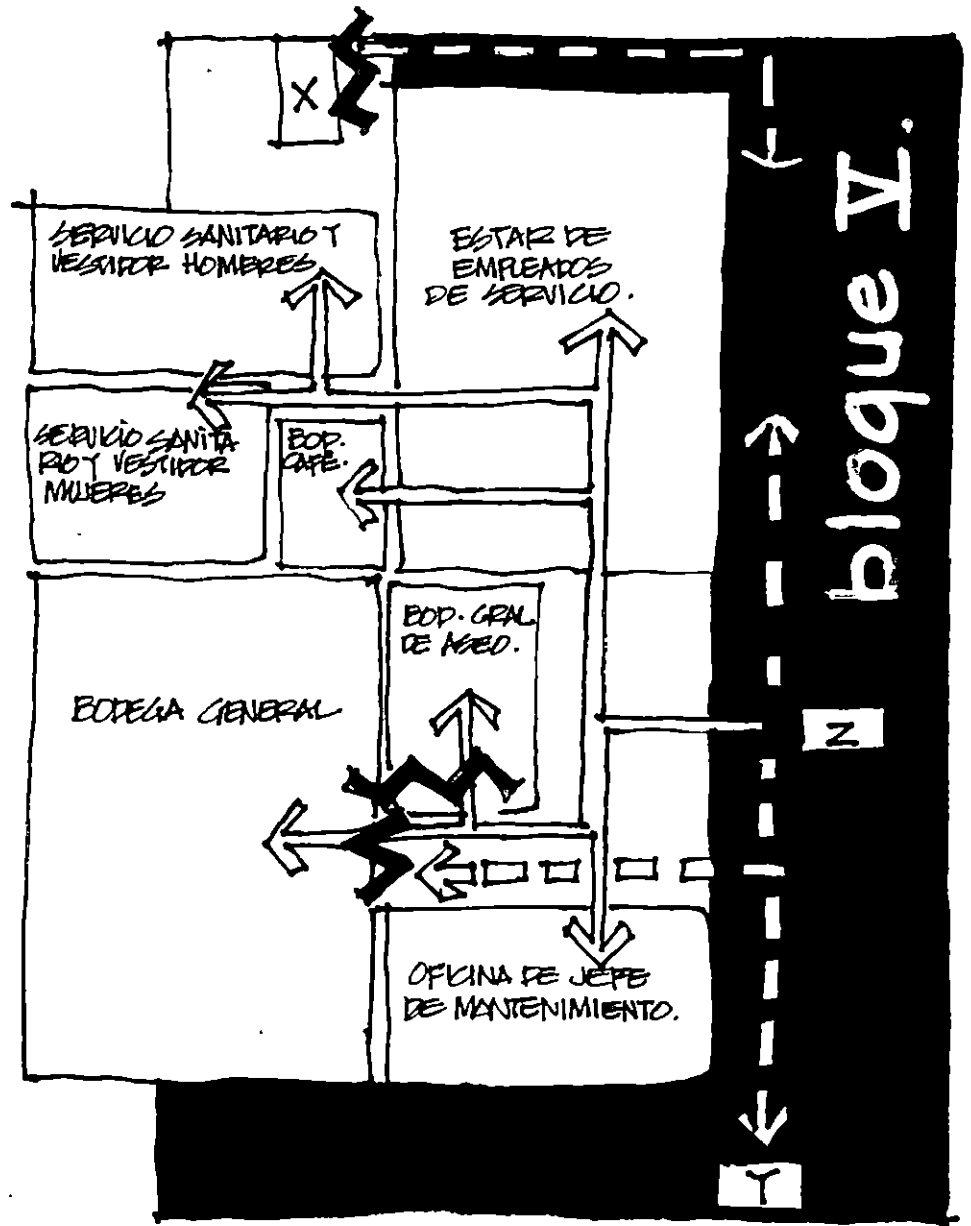 X
SERVICIO SANITARIO Y
VESTIDOR HOMBRES
ESTAR DE
EMPLEADOS
DE SERVICIO.
SERVICIO SANITA
RIO Y VESTIDOR
MUJERES
BOD.
CAFE.
BOD. GRAL
DE ASEO.
BODEGA GENERAL
Z
OFICINA DE JEFE
DE MANTENIMIENTO.
Y
bloque V.